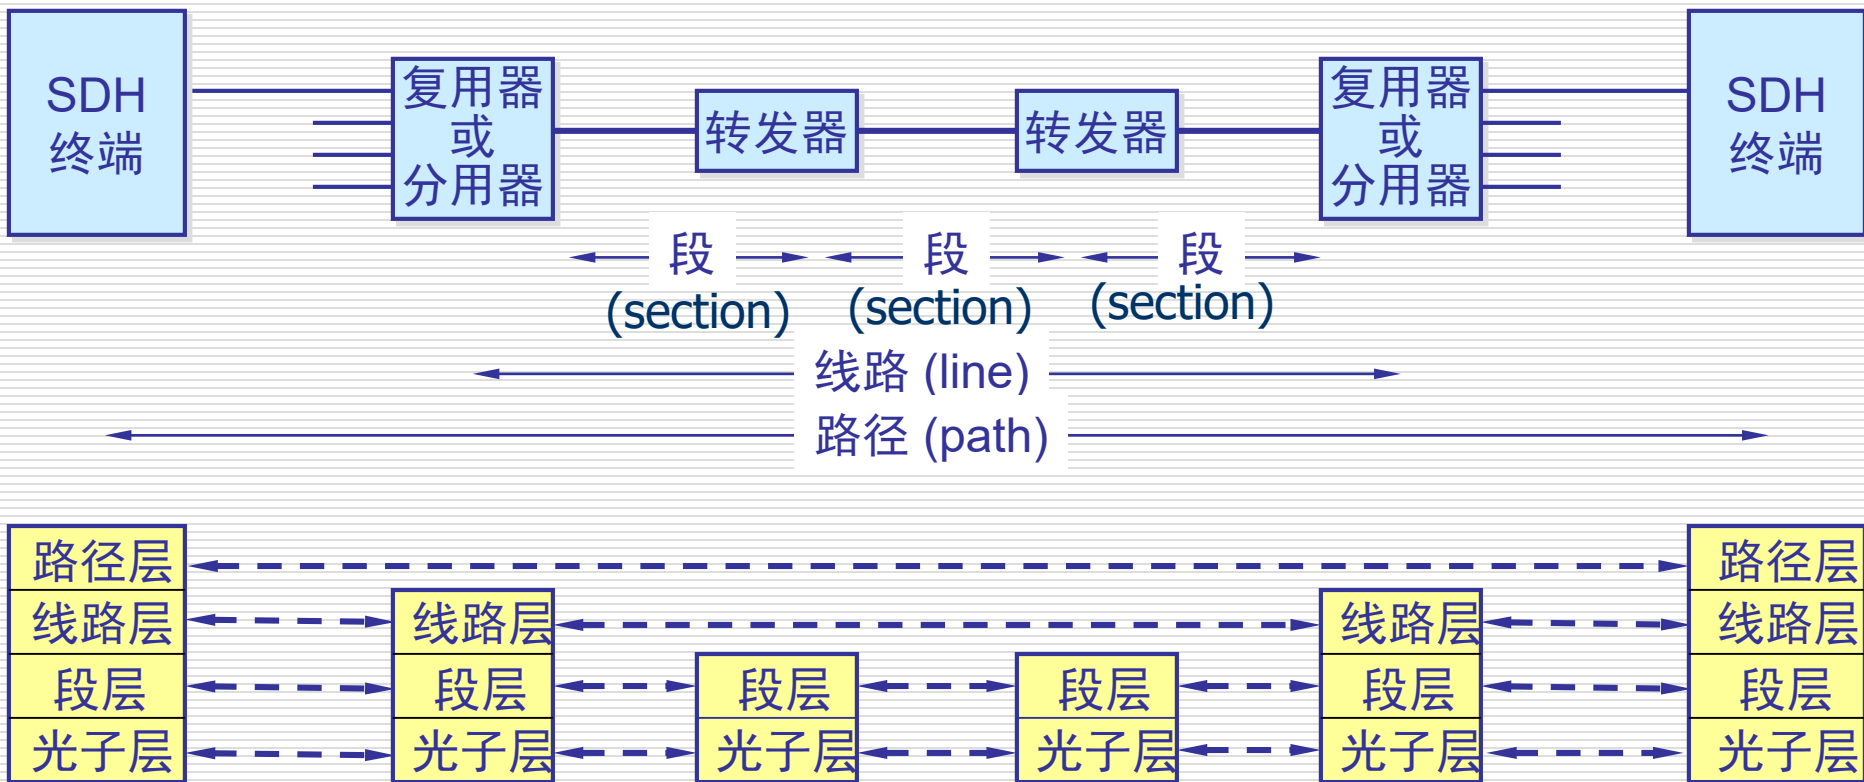 SDH
终端
复用器
或
分用器
转发器
转发器
复用器
或
分用器
SDH
终端
段
(section)
段
(section)
段
(section)
线路 (line)
路径 (path)
路径层
路径层
线路层
线路层
线路层
线路层
段层
段层
段层
段层
段层
段层
光子层
光子层
光子层
光子层
光子层
光子层